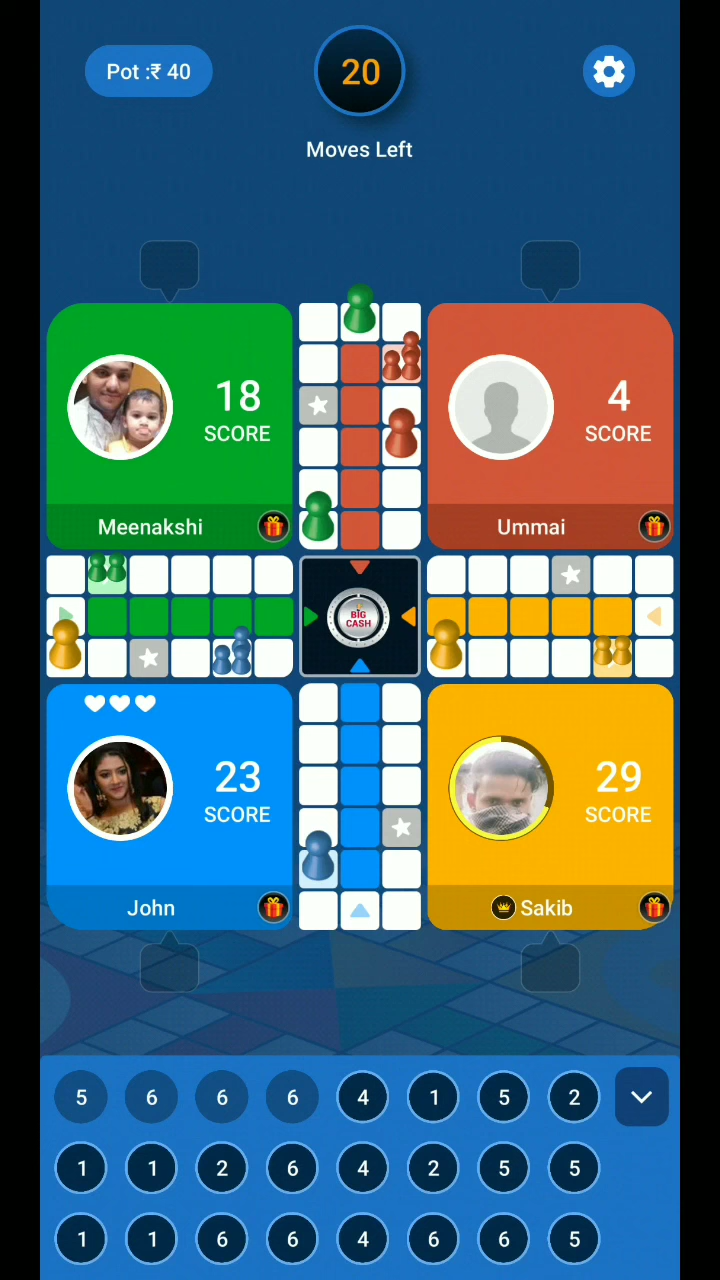 Pot :₹ 40
20
Moves Left
18
SCORE
Meenakshi
4
SCORE
Ummai
BIG
CASH
23
SCORE
John
29
SCORE
Sakib
5 6 6 6 4 1 5 2
1 1 2 6 4 2 5 5
1 1 6 6 4 6 6 5